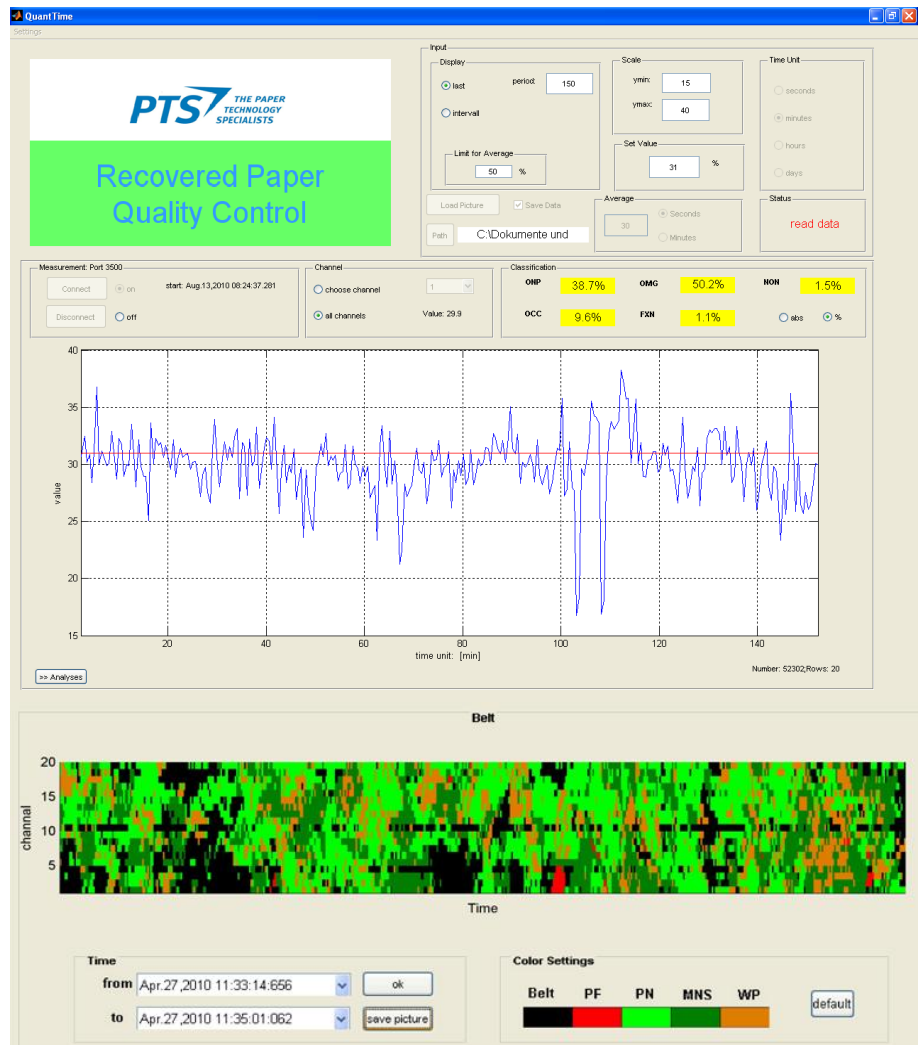 QuantTime
Settings
PTS THE PAPER
TECHNOLOGY
SPECIALISTS
Recovered Paper
Quality Control
Input
Display
last
period:
150
intervall
Limit for Average
50 %
Scale
ymin:
15
ymax:
40
Set Value
31 %
Time Unit
seconds
minutes
hours
days
Load Picture
Save Data
Path
C:\Dokumente und
Average
30
Seconds
Minutes
Status
read data
Measurement: Port 3500
Connect
on
start: Aug.13,2010 08:24:37.281
Disconnect
off
Channel
choose channel
1
all channels
Value: 29.9
Classification
ONP 38.7% OMG 50.2% NON 1.5%
OCC 9.6% FXN 1.1%
abs
%
40
35
30
25
20
15
value
20 40 60 80 100 120 140
time unit: [min]
>> Analyses
Number: 52302;Rows: 20
Belt
20
15
10
5
channal
Time
Time
from Apr.27,2010 11:33:14:656
ok
to Apr.27,2010 11:35:01:062
save picture
Color Settings
Belt PF PN MNS WP
default